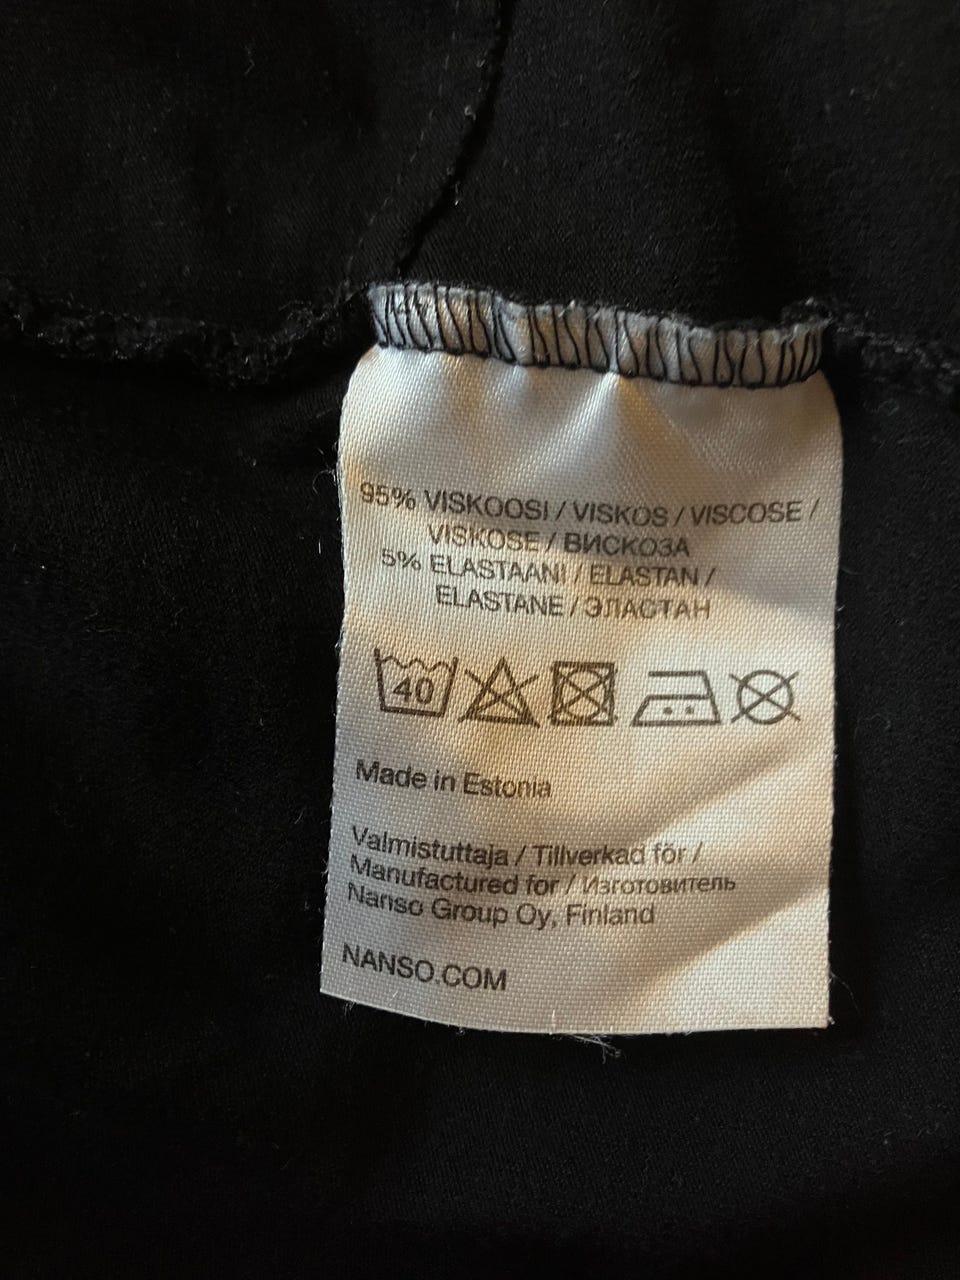 95% VISKOOSI / VISKOS / VISCOSE /
VISKOSE / ВИСКОЗА
5% ELASTAANI / ELASTAN /
ELASTANE / ЭЛАСТАН
40
Made in Estonia
Valmistuttaja / Tillverkad för /
Manufactured for / Изготовитель
Nanso Group Oy, Finland
NANSO.COM